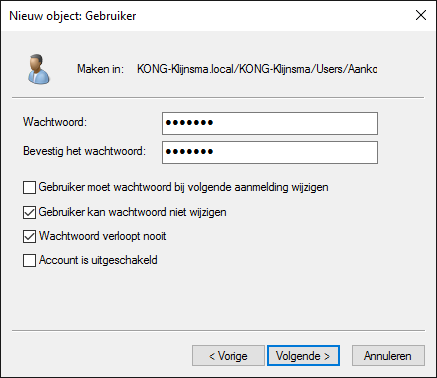 Nieuw object: Gebruiker
Maken in: KONG-Klijnsma.local/KONG-Klijnsma/Users/Aankc
Wachtwoord: •••••••
Bevestig het wachtwoord: •••••••
Gebruiker moet wachtwoord bij volgende aanmelding wijzigen
Gebruiker kan wachtwoord niet wijzigen
Wachtwoord verloopt nooit
Account is uitgeschakeld
< Vorige Volgende > Annuleren